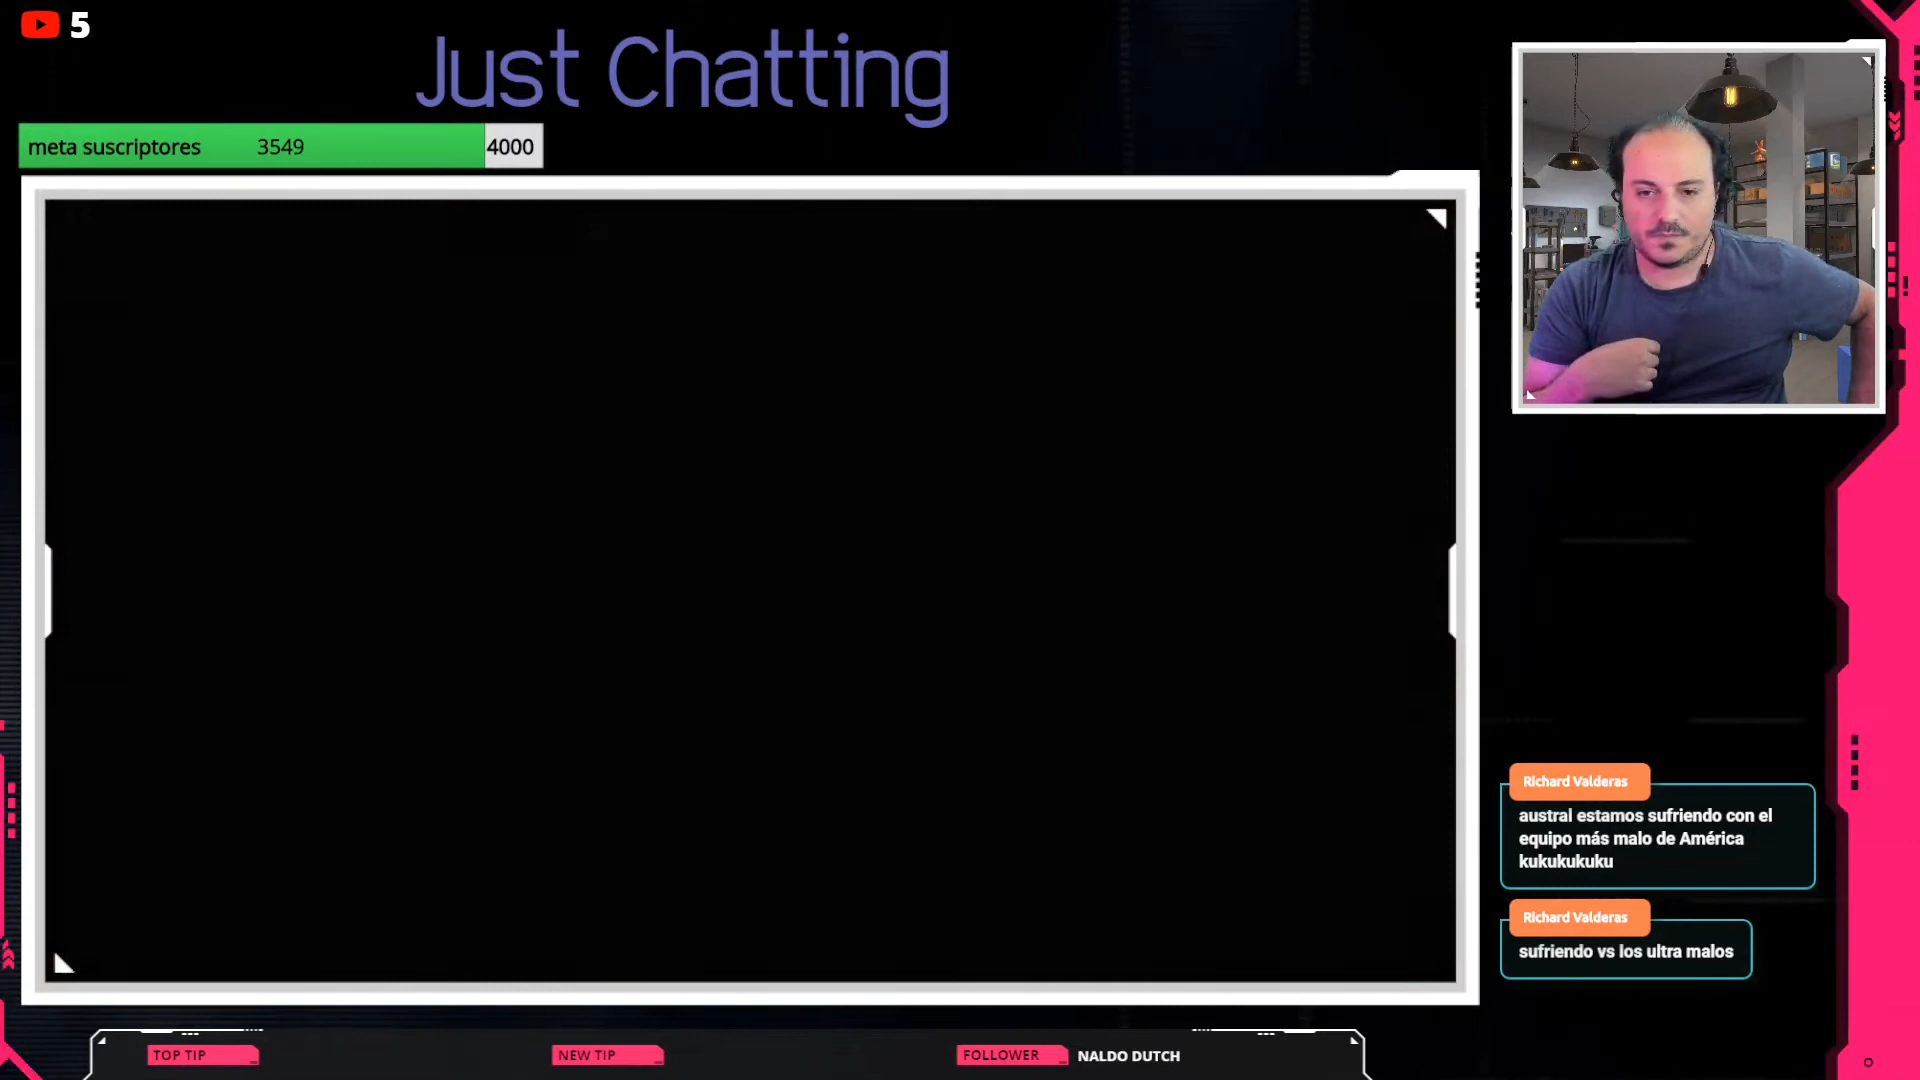 5
Just Chatting
meta suscriptores 3549 4000
Richard Valderas
austral estamos sufriendo con el
equipo más malo de América
kukukukuku
Richard Valderas
sufriendo vs los ultra malos
TOP TIP
NEW TIP
FOLLOWER NALDO DUTCH